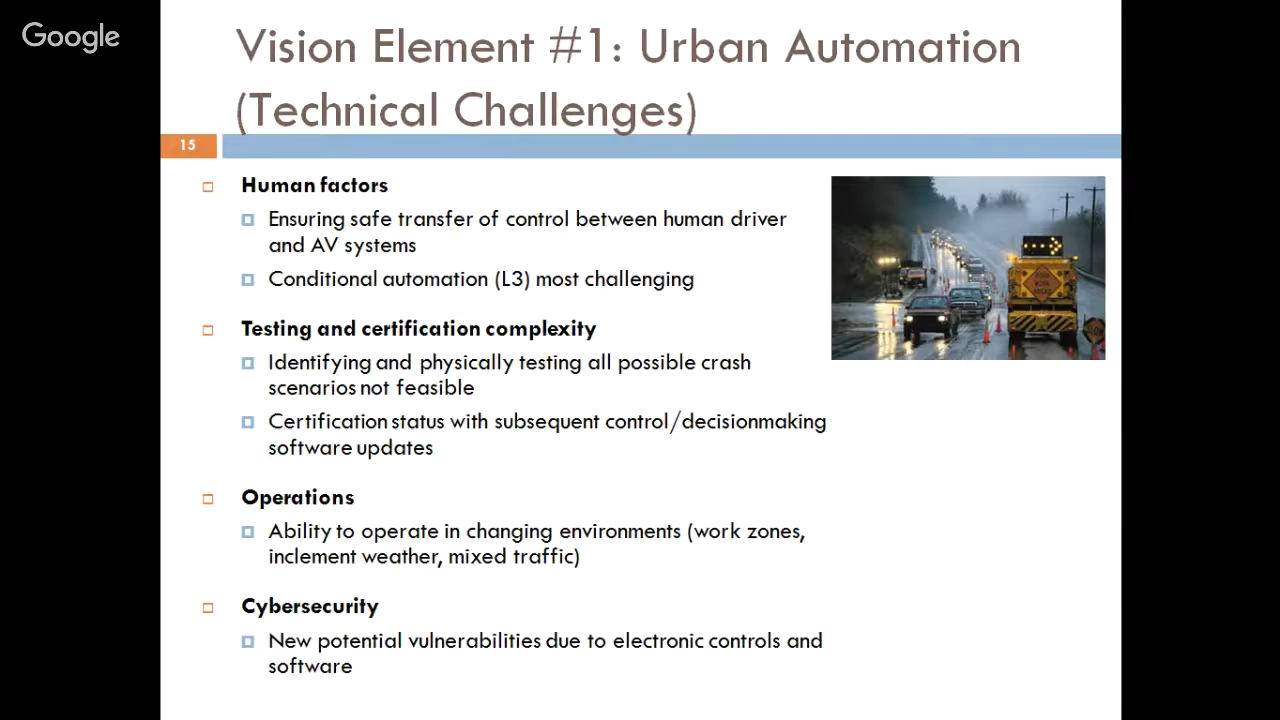 Google
Vision Element #1: Urban Automation
(Technical Challenges)
15
Human factors
Ensuring safe transfer of control between human driver
and AV systems
Conditional automation (L3) most challenging
Testing and certification complexity
Identifying and physically testing all possible crash
scenarios not feasible
Certification status with subsequent control/decisionmaking
software updates
Operations
Ability to operate in changing environments (work zones,
inclement weather, mixed traffic)
Cybersecurity
New potential vulnerabilities due to electronic controls and
software